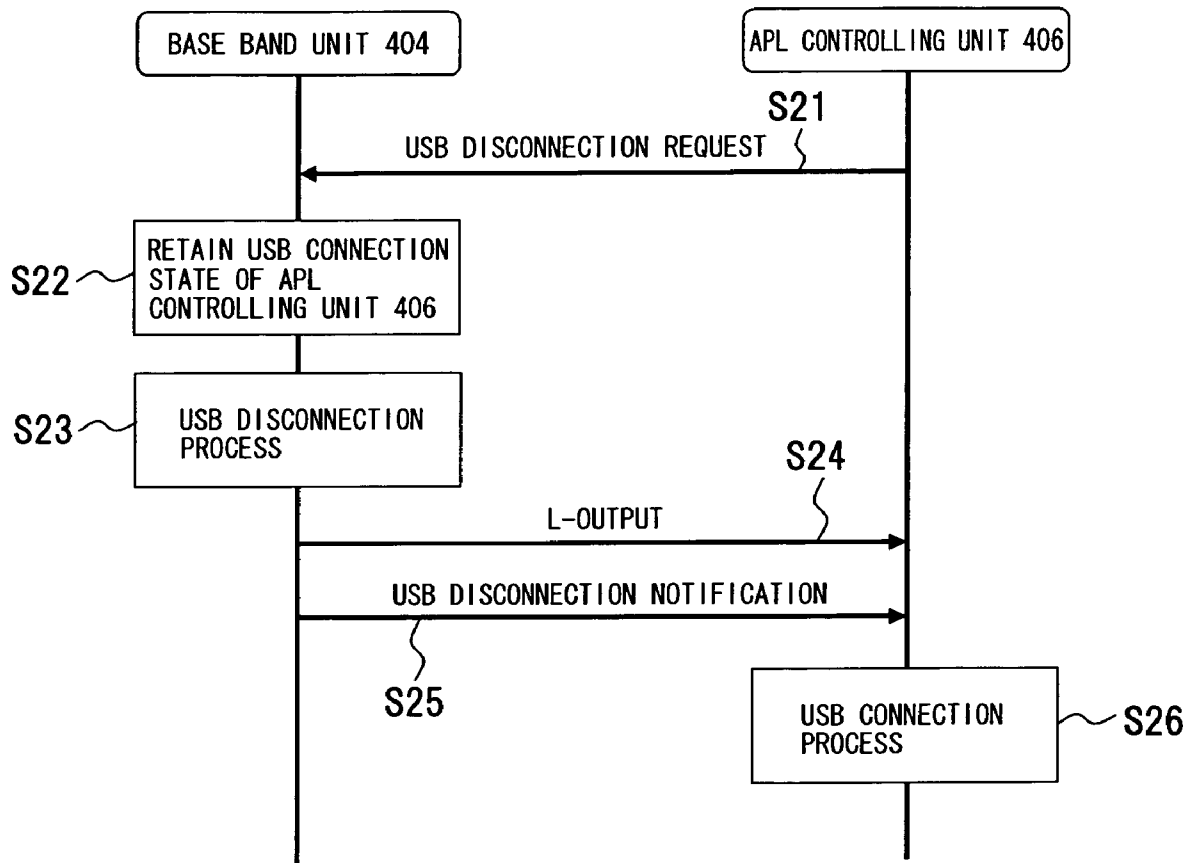 BASE BAND UNIT 404
APL CONTROLLING UNIT 406
S21
USB DISCONNECTION REQUEST
RETAIN USB CONNECTION
STATE OF APL
CONTROLLING UNIT 406
S22
USB DISCONNECTION
PROCESS
S23
S24
L-OUTPUT
USB DISCONNECTION NOTIFICATION
S25
USB CONNECTION
PROCESS
S26